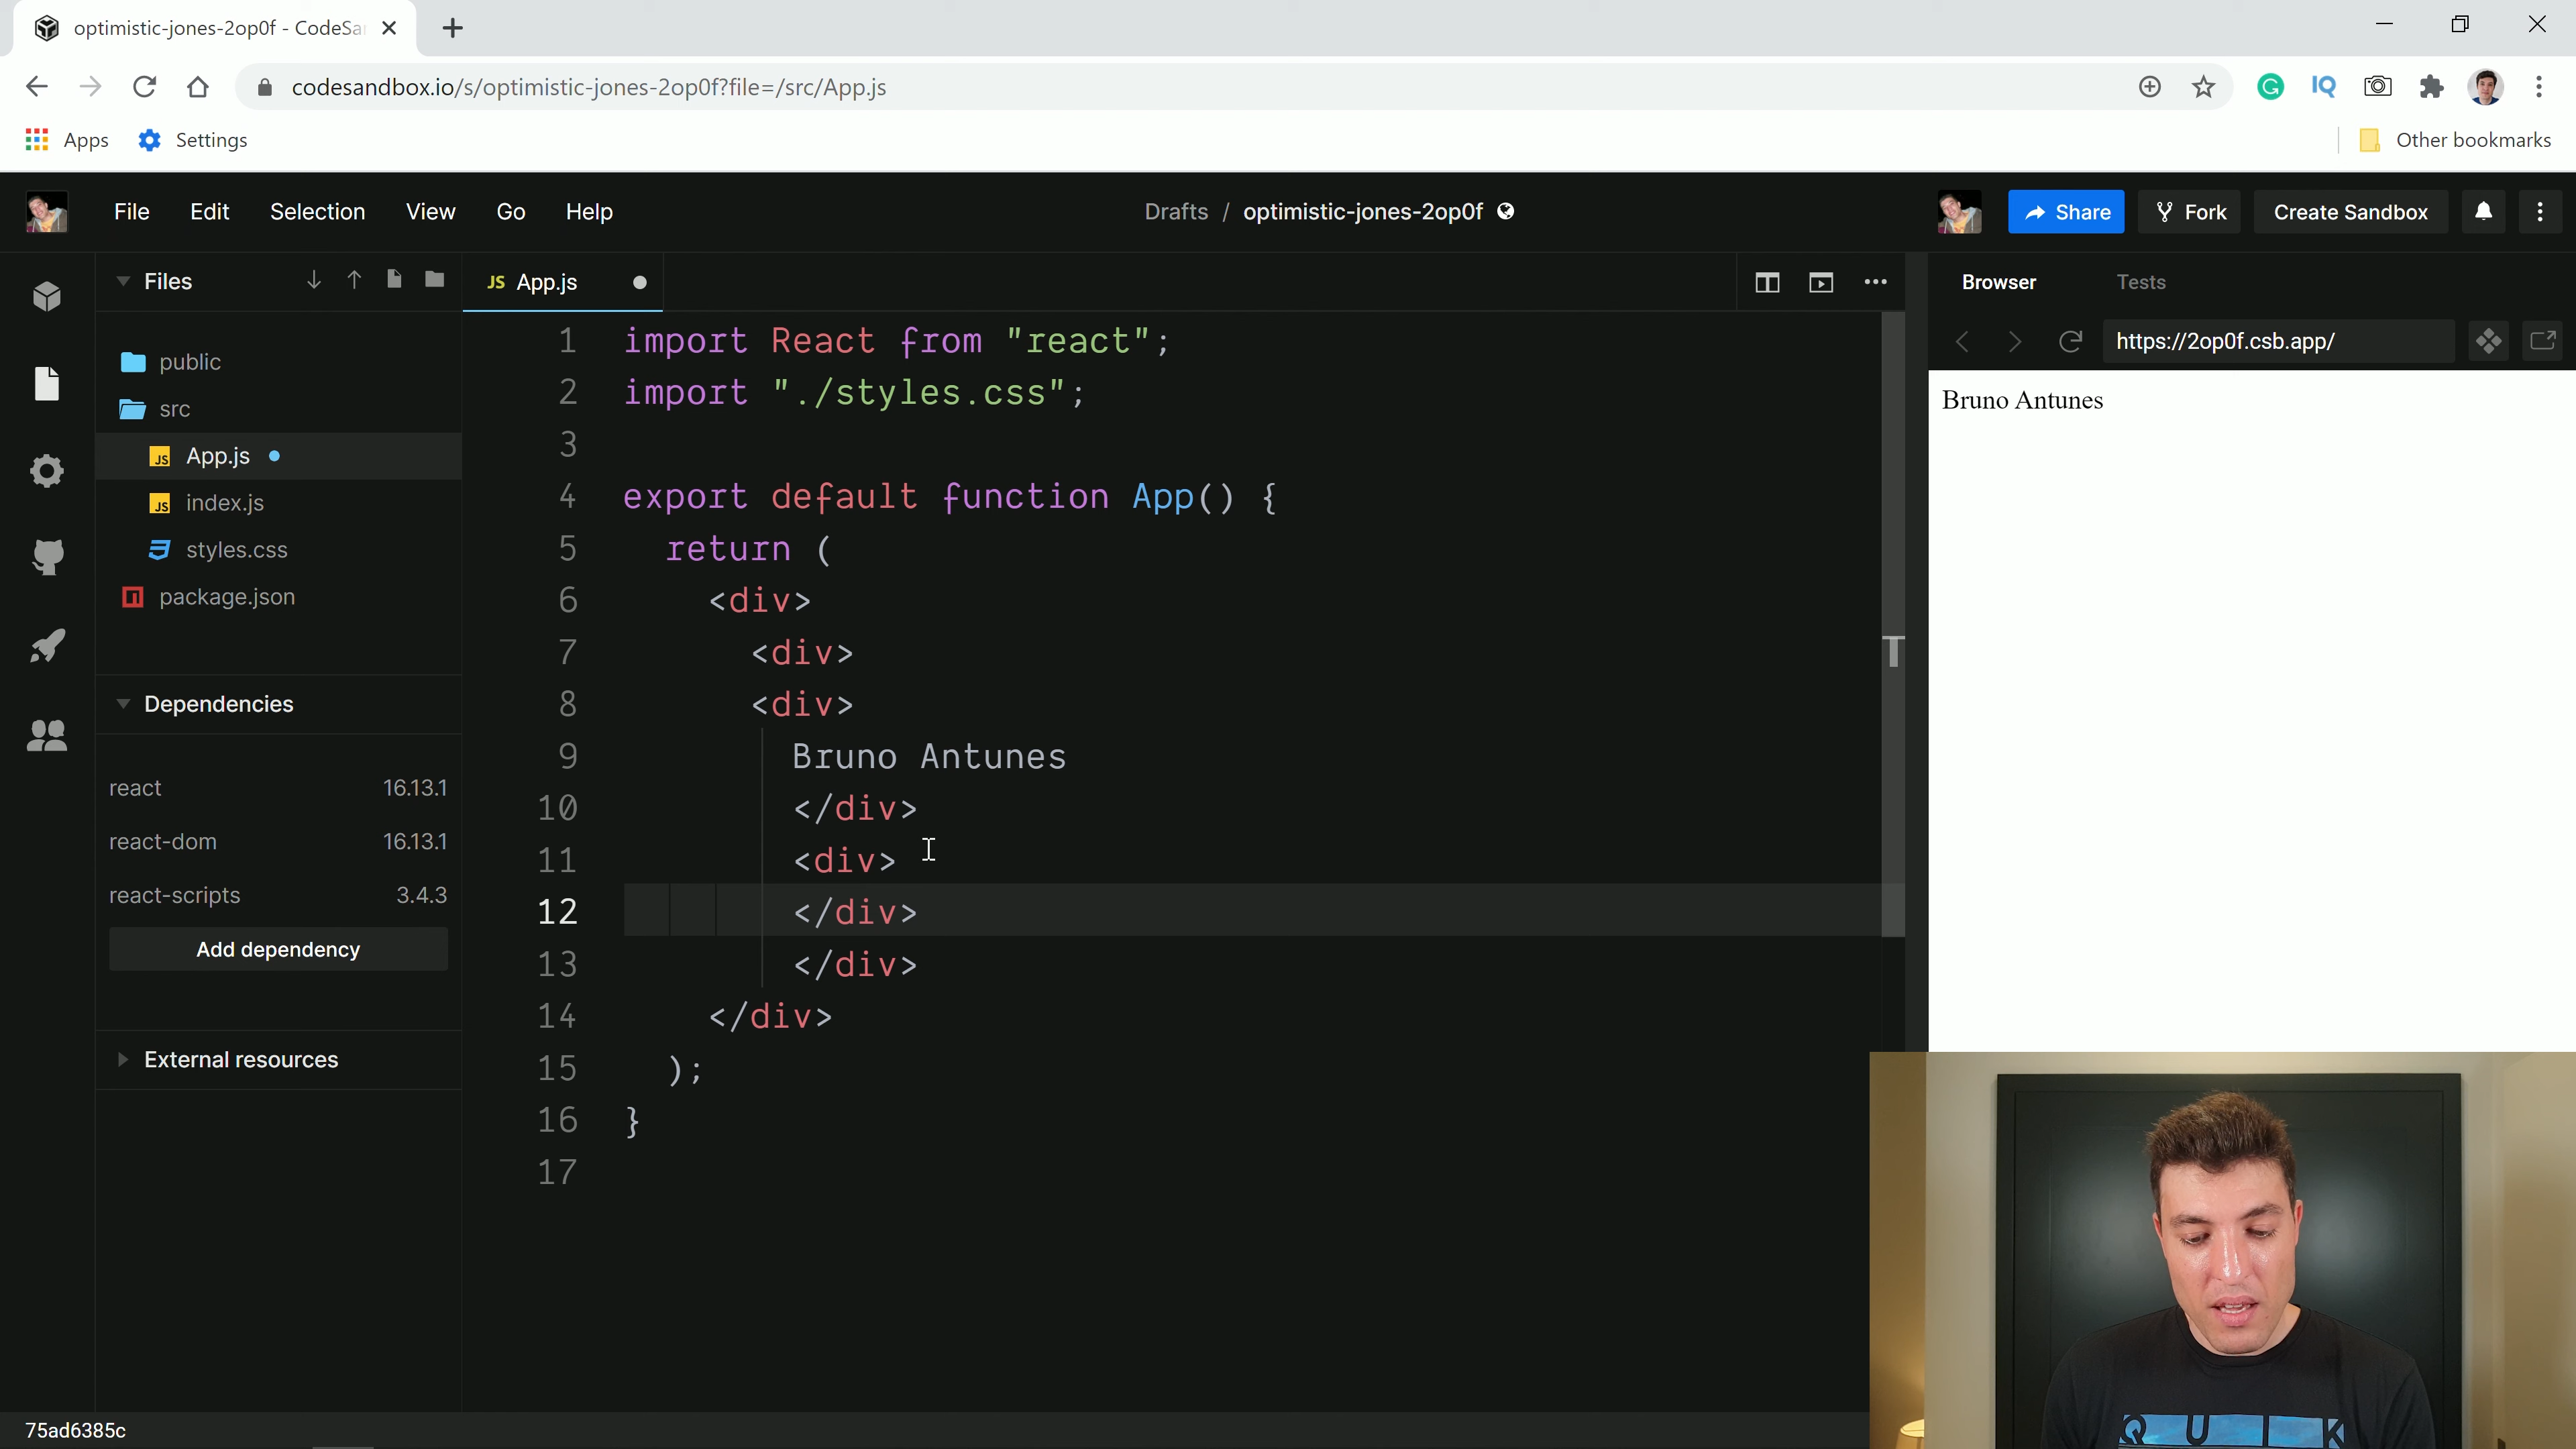 optimistic-jones-2op0f - CodeSa
codesandbox.io/s/optimistic-jones-2op0f?file=/src/App.js
IQ
Apps
Settings
Other bookmarks
File
Edit
Selection
View
Go
Help
Drafts / optimistic-jones-2op0f
Share
Fork
Create Sandbox
Files
JS App.js
Browser
Tests
https://2op0f.csb.app/
public
src
JS App.js
JS index.js
styles.css
package.json
Dependencies
react 16.13.1
react-dom 16.13.1
react-scripts 3.4.3
Add dependency
External resources
1 import React from "react";
2 import "./styles.css";
3
4 export default function App() {
5 return (
6 <div>
7 <div>
8 <div>
9 Bruno Antunes
10 </div>
11 <div>
12 </div>
13 </div>
14 </div>
15 );
16 }
17
Bruno Antunes
QUIK
75ad6385c